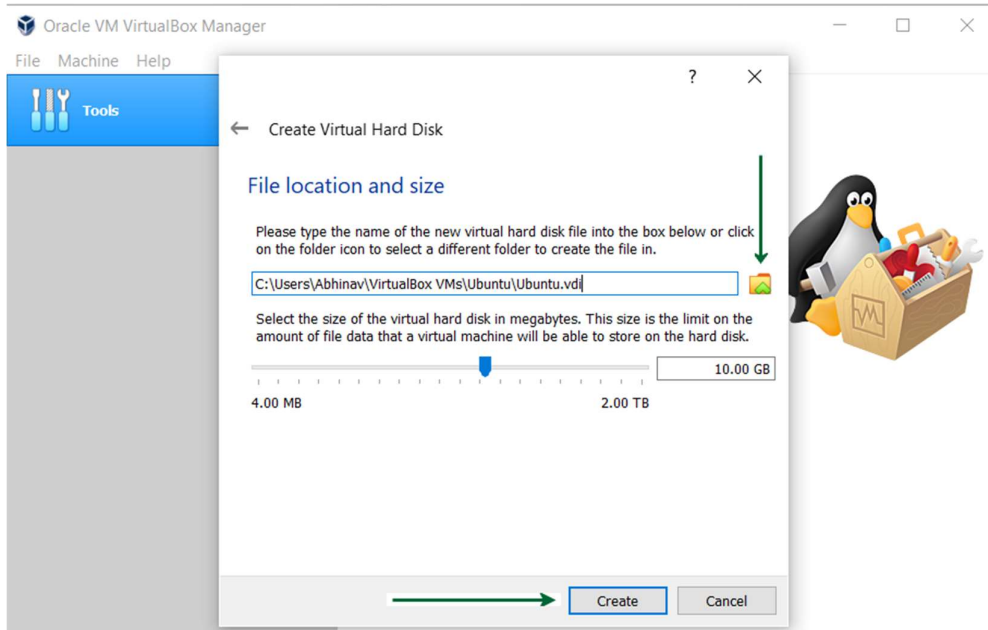 Oracle VM VirtualBox Manager
File Machine Help
Tools
?
Create Virtual Hard Disk
File location and size
Please type the name of the new virtual hard disk file into the box below or click
on the folder icon to select a different folder to create the file in.
C:\Users\Abhinav\VirtualBox VMs\Ubuntu\Ubuntu.vdi
Select the size of the virtual hard disk in megabytes. This size is the limit on the
amount of file data that a virtual machine will be able to store on the hard disk.
10.00 GB
4.00 MB 2.00 TB
Create Cancel